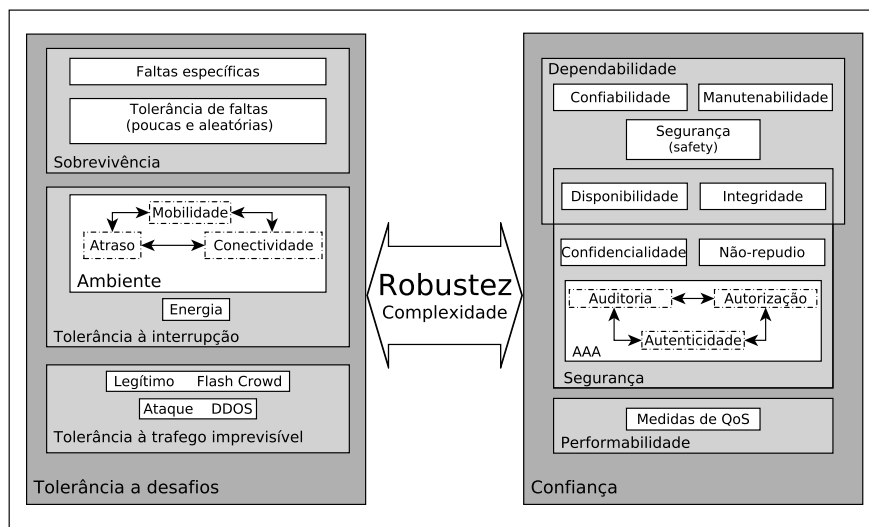 Faltas específicas
Tolerância de faltas
(poucas e aleatórias)
Sobrevivência
Mobilidade
Atraso
Conectividade
Ambiente
Energia
Tolerância à interrupção
Legítimo Flash Crowd
Ataque DDOS
Tolerância à trafego imprevisível
Tolerância a desafios
Robustez
Complexidade
Dependabilidade
Confiabilidade
Manutenabilidade
Segurança
(safety)
Disponibilidade
Integridade
Confidencialidade
Não-repudio
Auditoria
Autorização
Autenticidade
AAA
Segurança
Medidas de QoS
Performabilidade
Confiança